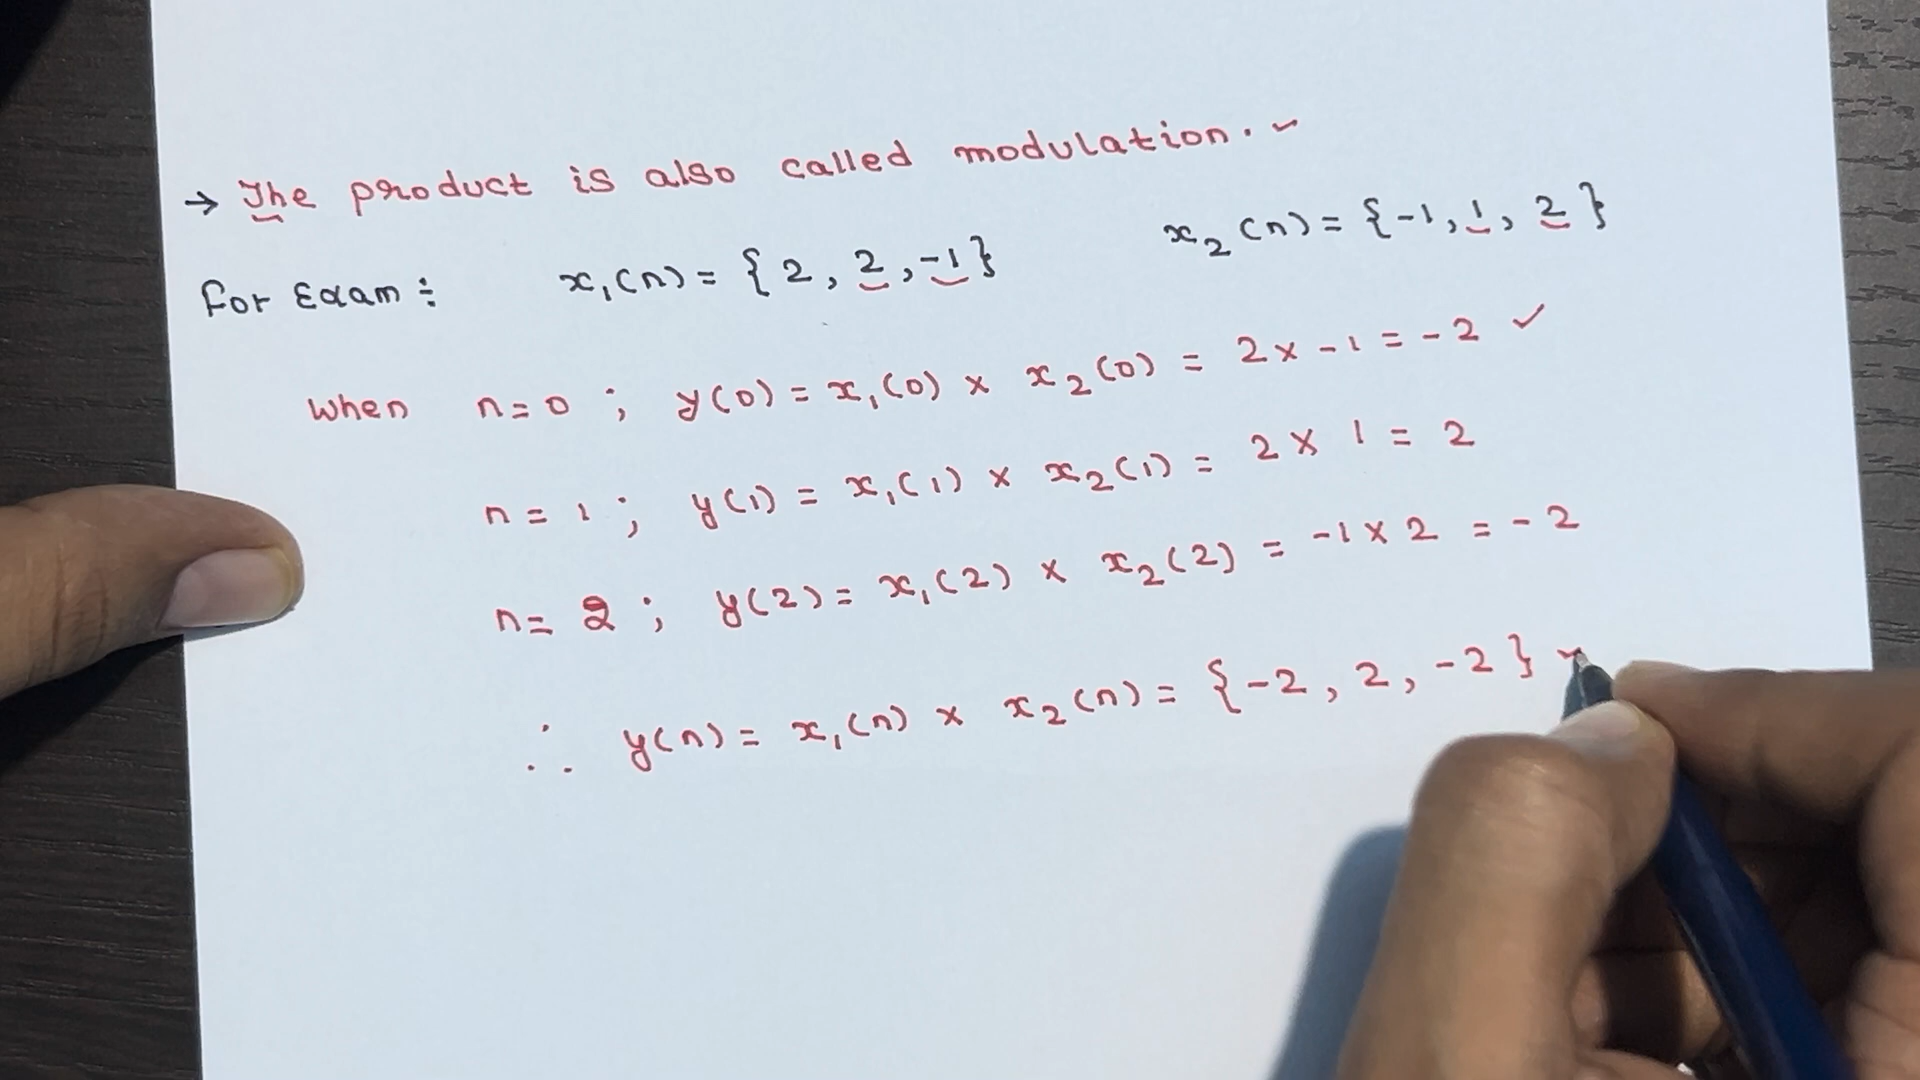 → The product is also called modulation.
For Exam ÷ x₁(n) = {2, 2, -1} x₂(n) = {-1, 1, 2}
When n=0 ; y(0) = x₁(0) × x₂(0) = 2 × -1 = -2 ✓
n = 1 ; y(1) = x₁(1) × x₂(1) = 2 × 1 = 2
n = 2 ; y(2) = x₁(2) × x₂(2) = -1 × 2 = -2
∴ y(n) = x₁(n) × x₂(n) = {-2, 2, -2}